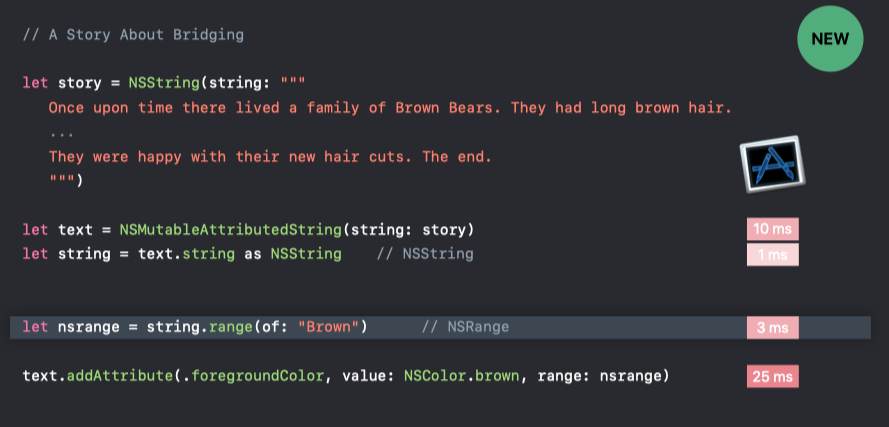 // A Story About Bridging
NEW
let story = NSString(string: """
Once upon time there lived a family of Brown Bears. They had long brown hair.
...
They were happy with their new hair cuts. The end.
""")
let text = NSMutableAttributedString(string: story)
10 ms
let string = text.string as NSString // NSString
1 ms
let nsrange = string.range(of: "Brown") // NSRange
3 ms
text.addAttribute(.foregroundColor, value: NSColor.brown, range: nsrange)
25 ms